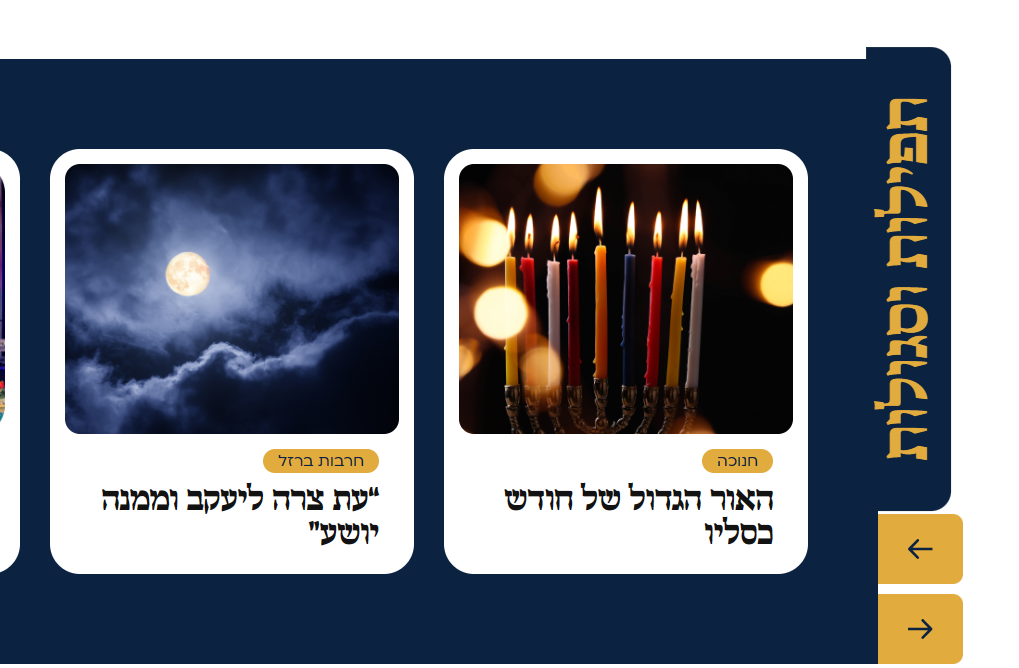 תפילות וסגולות
חנוכה
האור הגדול של חודש
כסליו
חרבות ברזל
“עת צרה ליעקב וממנה
יושע"